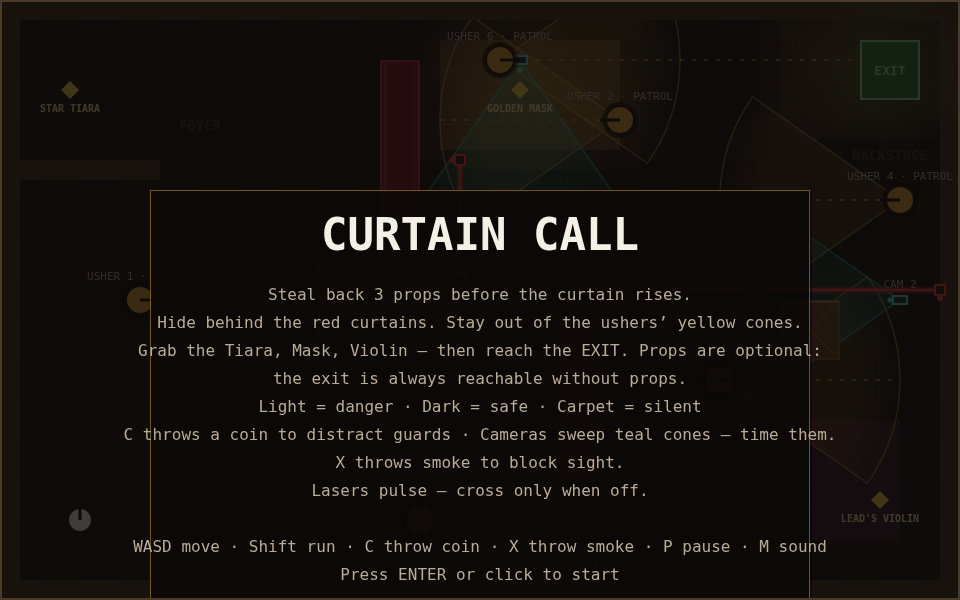 USHER 6 · PATROL
EXIT
STAR TIARA
GOLDEN MASK
USHER 2 · PATROL
FOYER
BACKSTAGE
USHER 4 · PATROL
CURTAIN CALL
USHER 1 ·
CAM 2
Steal back 3 props before the curtain rises.
Hide behind the red curtains. Stay out of the ushers’ yellow cones.
Grab the Tiara, Mask, Violin — then reach the EXIT. Props are optional:
the exit is always reachable without props.
Light = danger · Dark = safe · Carpet = silent
C throws a coin to distract guards · Cameras sweep teal cones — time them.
X throws smoke to block sight.
Lasers pulse — cross only when off.
LEAD'S VIOLIN
WASD move · Shift run · C throw coin · X throw smoke · P pause · M sound
Press ENTER or click to start